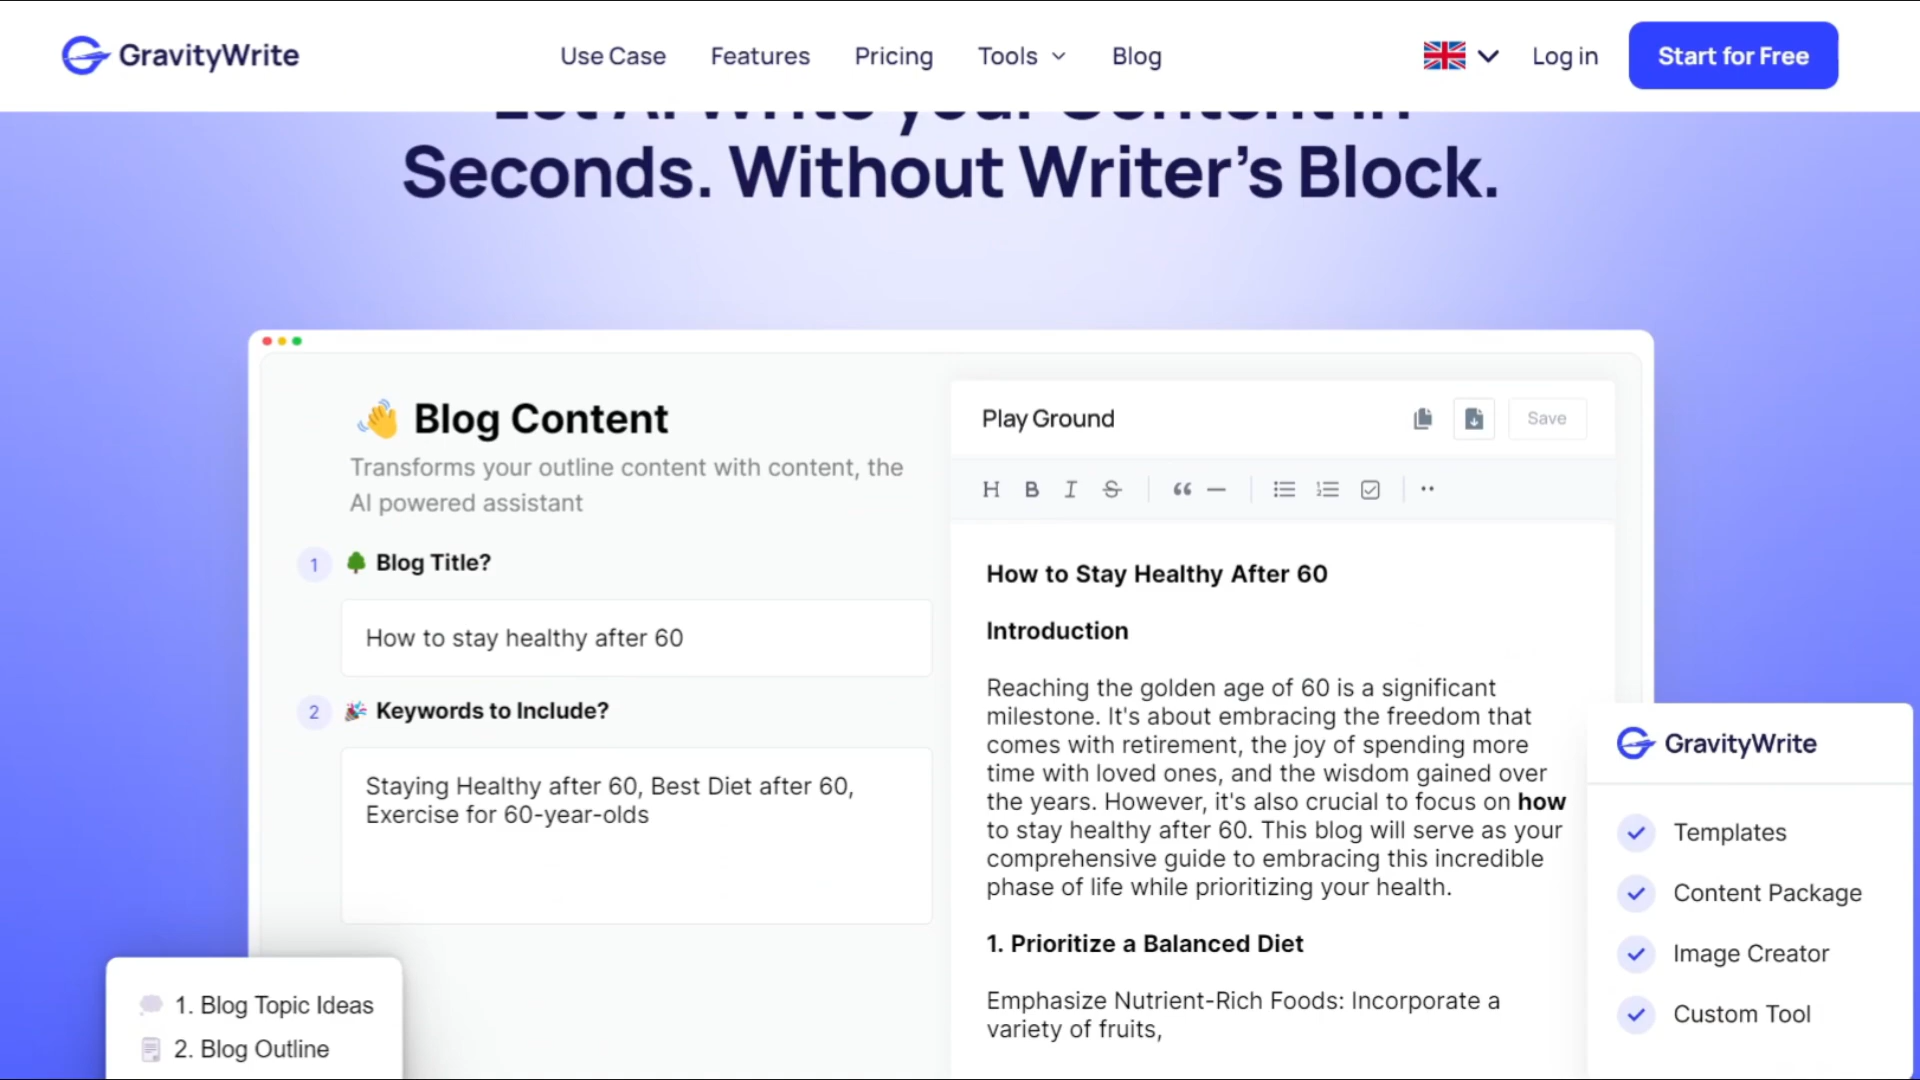 GravityWrite
Use Case
Features
Pricing
Tools
Blog
Log in
Start for Free
Let AI Write your Content in
Seconds. Without Writer’s Block.
👋 Blog Content
Transforms your outline content with content, the
AI powered assistant
1 🌳 Blog Title?
How to stay healthy after 60
2 🎉 Keywords to Include?
Staying Healthy after 60, Best Diet after 60,
Exercise for 60-year-olds
1. Blog Topic Ideas
2. Blog Outline
Play Ground
Save
H B I S
How to Stay Healthy After 60
Introduction
Reaching the golden age of 60 is a significant
milestone. It's about embracing the freedom that
comes with retirement, the joy of spending more
time with loved ones, and the wisdom gained over
the years. However, it's also crucial to focus on how
to stay healthy after 60. This blog will serve as your
comprehensive guide to embracing this incredible
phase of life while prioritizing your health.
1. Prioritize a Balanced Diet
Emphasize Nutrient-Rich Foods: Incorporate a
variety of fruits,
GravityWrite
Templates
Content Package
Image Creator
Custom Tool